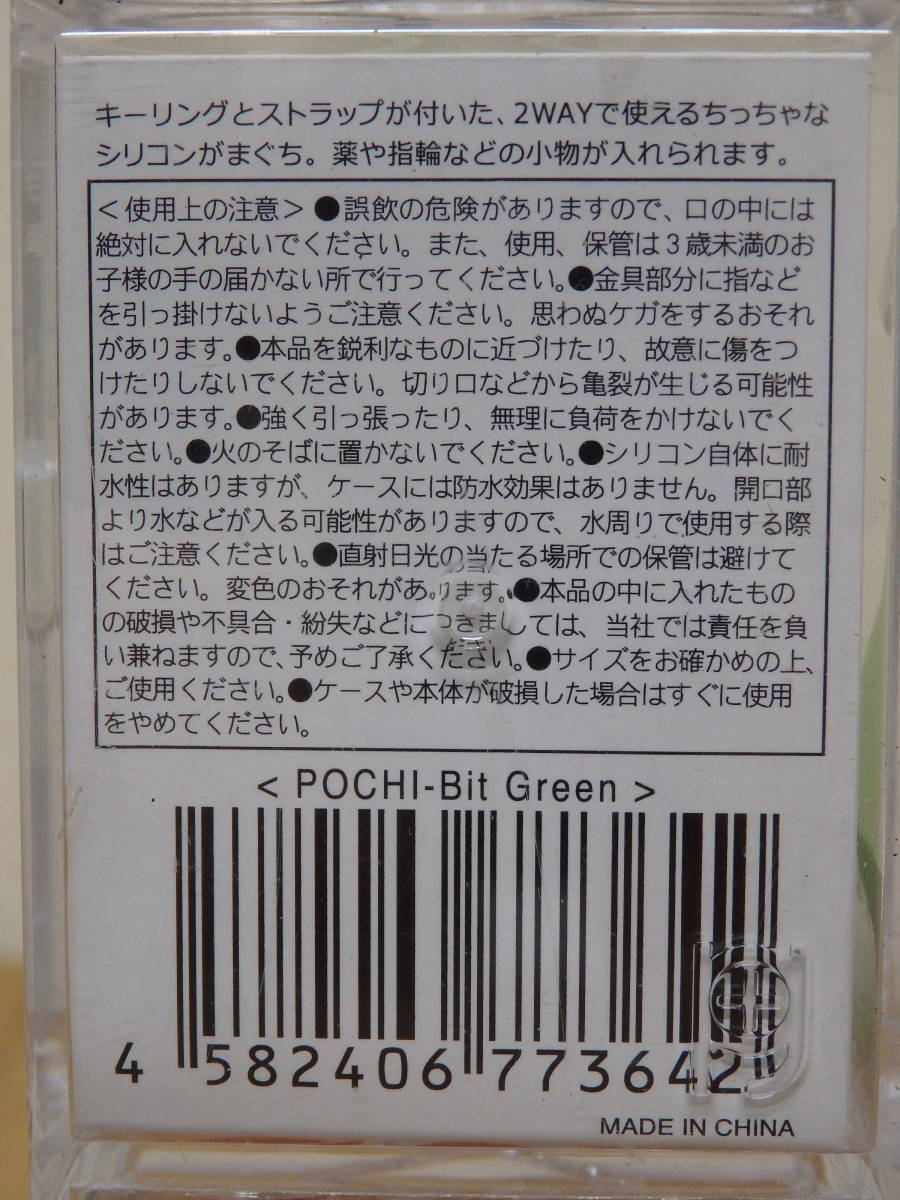 キーリングとストラップが付いた、2WAYで使えるちっちゃな
シリコンがまぐち。薬や指輪などの小物が入れられます。
＜使用上の注意＞●誤飲の危険がありますので、口の中には
絶対に入れないでください。また、使用、保管は3歳未満のお
子様の手の届かない所で行ってください。●金具部分に指など
を引っ掛けないようご注意ください。思わぬケガをするおそれ
があります。●本品を鋭利なものに近づけたり、故意に傷をつ
けたりしないでください。切り口などから亀裂が生じる可能性
があります。●強く引っ張ったり、無理に負荷をかけないでく
ださい。●火のそばに置かないでください。●シリコン自体に耐
水性はありますが、ケースには防水効果はありません。開口部
より水などが入る可能性がありますので、水周りで使用する際
はご注意ください。●直射日光の当たる場所での保管は避けて
ください。変色のおそれがあります。●本品の中に入れたもの
の破損や不具合・紛失などにつきましては、当社では責任を負
い兼ねますので、予めご了承ください。●サイズをお確かめの上、
ご使用ください。●ケースや本体が破損した場合はすぐに使用
をやめてください。
< POCHI-Bit Green >
4 582406 773642
MADE IN CHINA